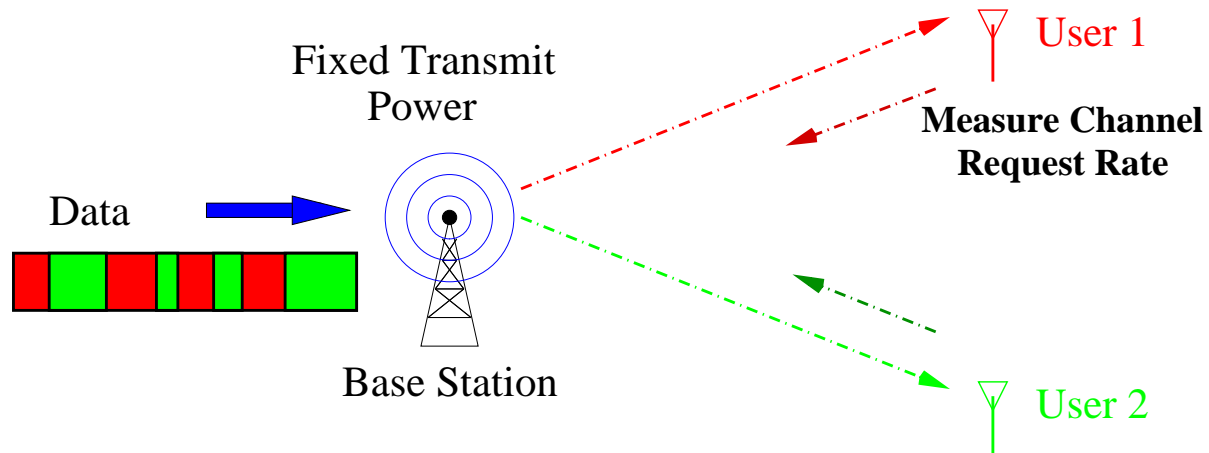 Fixed Transmit
Power
User 1
Measure Channel
Request Rate
Data
Base Station
User 2